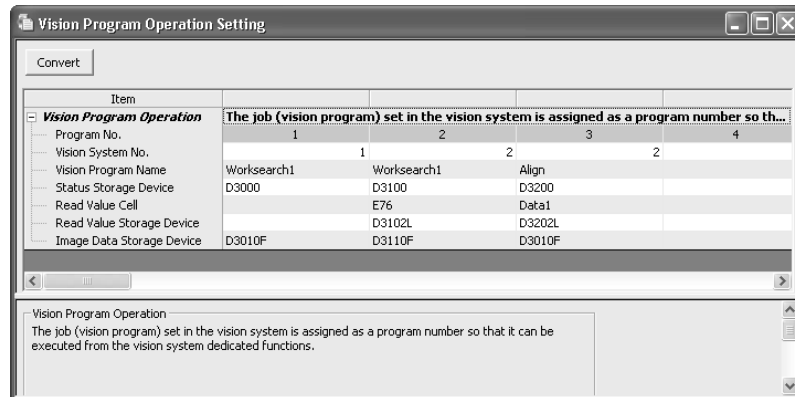 Vision Program Operation Setting
Convert
Item
Vision Program Operation The job (vision program) set in the vision system is assigned as a program number so th...
Program No. 1 2 3 4
Vision System No. 1 2 2
Vision Program Name Worksearch1 Worksearch1 Align
Status Storage Device D3000 D3100 D3200
Read Value Cell E76 Data1
Read Value Storage Device D3102L D3202L
Image Data Storage Device D3010F D3110F D3010F
Vision Program Operation
The job (vision program) set in the vision system is assigned as a program number so that it can be
executed from the vision system dedicated functions.